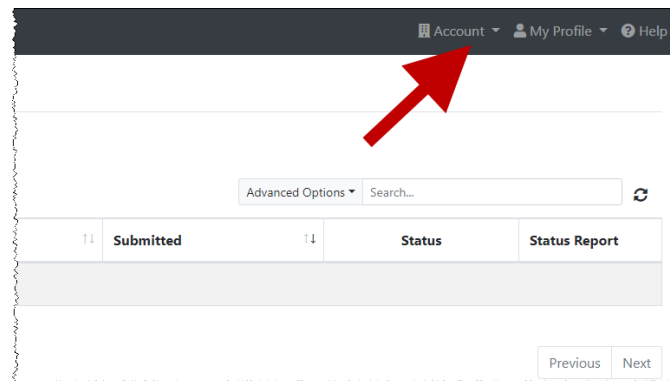 Account My Profile Help
Advanced Options Search...
Submitted Status Status Report
Previous Next